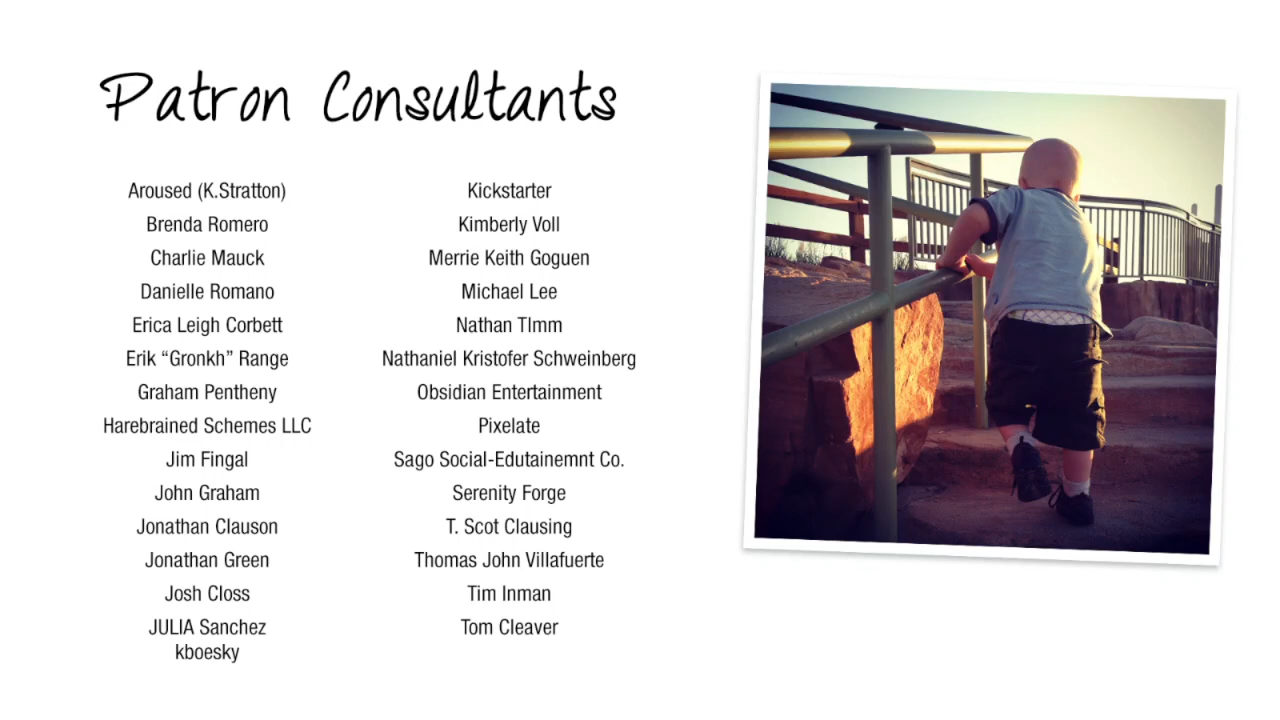 Patron Consultants
Aroused (K.Stratton)
Brenda Romero
Charlie Mauck
Danielle Romano
Erica Leigh Corbett
Erik “Gronkh” Range
Graham Pentheny
Harebrained Schemes LLC
Jim Fingal
John Graham
Jonathan Clauson
Jonathan Green
Josh Closs
JULIA Sanchez
kboesky
Kickstarter
Kimberly Voll
Merrie Keith Goguen
Michael Lee
Nathan TImm
Nathaniel Kristofer Schweinberg
Obsidian Entertainment
Pixelate
Sago Social-Edutainemnt Co.
Serenity Forge
T. Scot Clausing
Thomas John Villafuerte
Tim Inman
Tom Cleaver